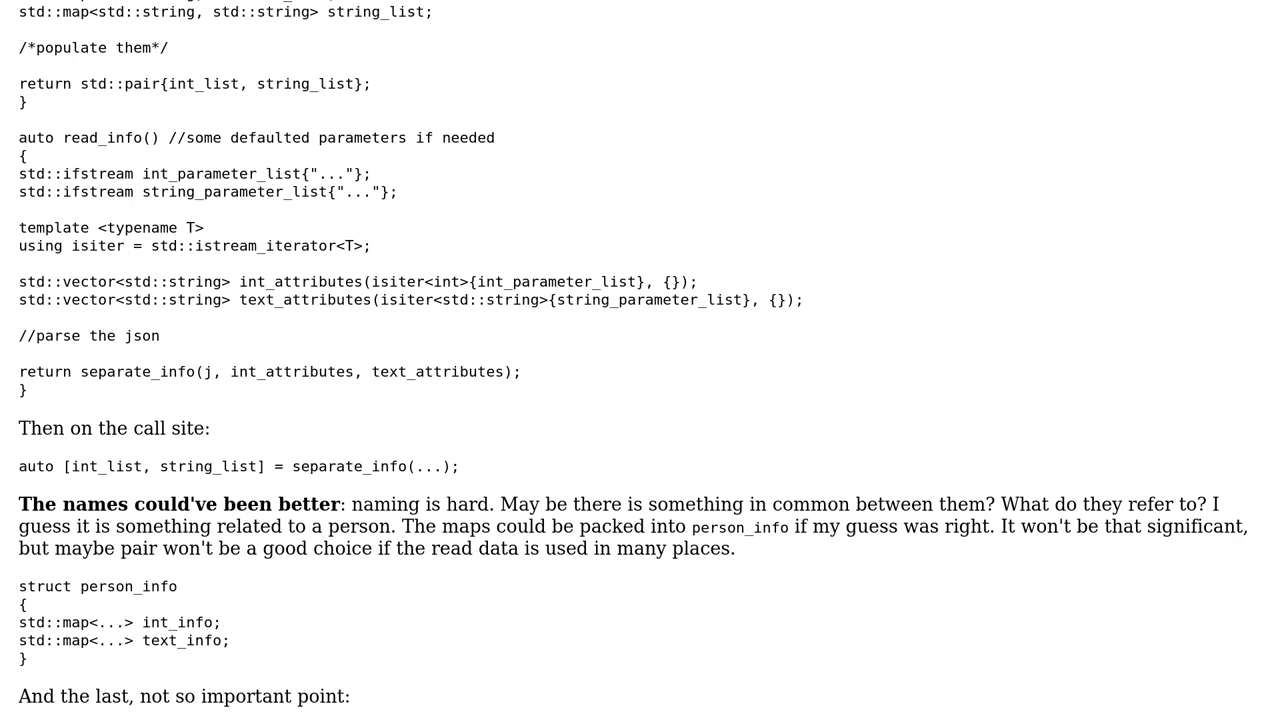 std::map<std::string, std::string> string_list;
/*populate them*/
return std::pair{int_list, string_list};
}
auto read_info() //some defaulted parameters if needed
{
std::ifstream int_parameter_list{"..."};
std::ifstream string_parameter_list{"..."};
template <typename T>
using isiter = std::istream_iterator<T>;
std::vector<std::string> int_attributes(isiter<int>{int_parameter_list}, {});
std::vector<std::string> text_attributes(isiter<std::string>{string_parameter_list}, {});
//parse the json
return separate_info(j, int_attributes, text_attributes);
}
Then on the call site:
auto [int_list, string_list] = separate_info(...);
The names could've been better: naming is hard. May be there is something in common between them? What do they refer to? I
guess it is something related to a person. The maps could be packed into person_info if my guess was right. It won't be that significant,
but maybe pair won't be a good choice if the read data is used in many places.
struct person_info
{
std::map<...> int_info;
std::map<...> text_info;
}
And the last, not so important point: